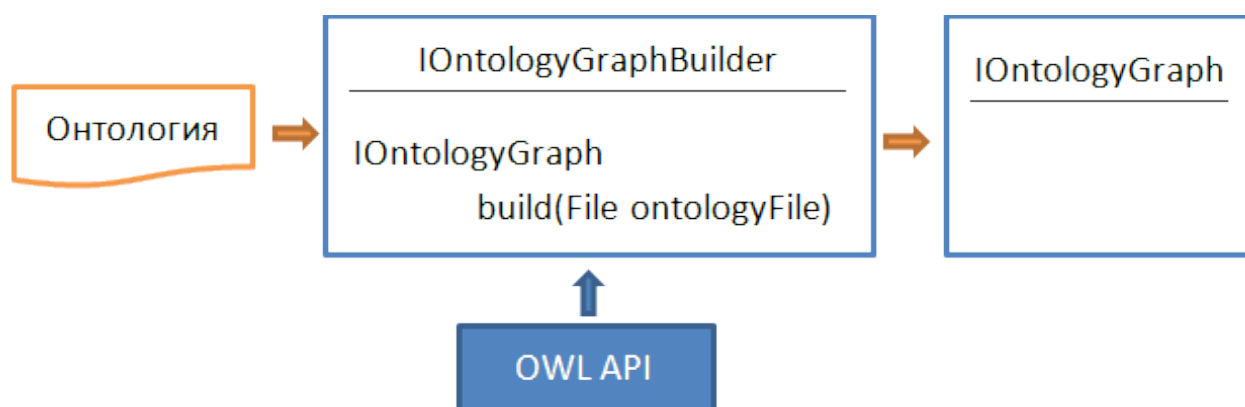 Онтология
IOntologyGraphBuilder
IOntologyGraph
build(File ontologyFile)
IOntologyGraph
OWL API